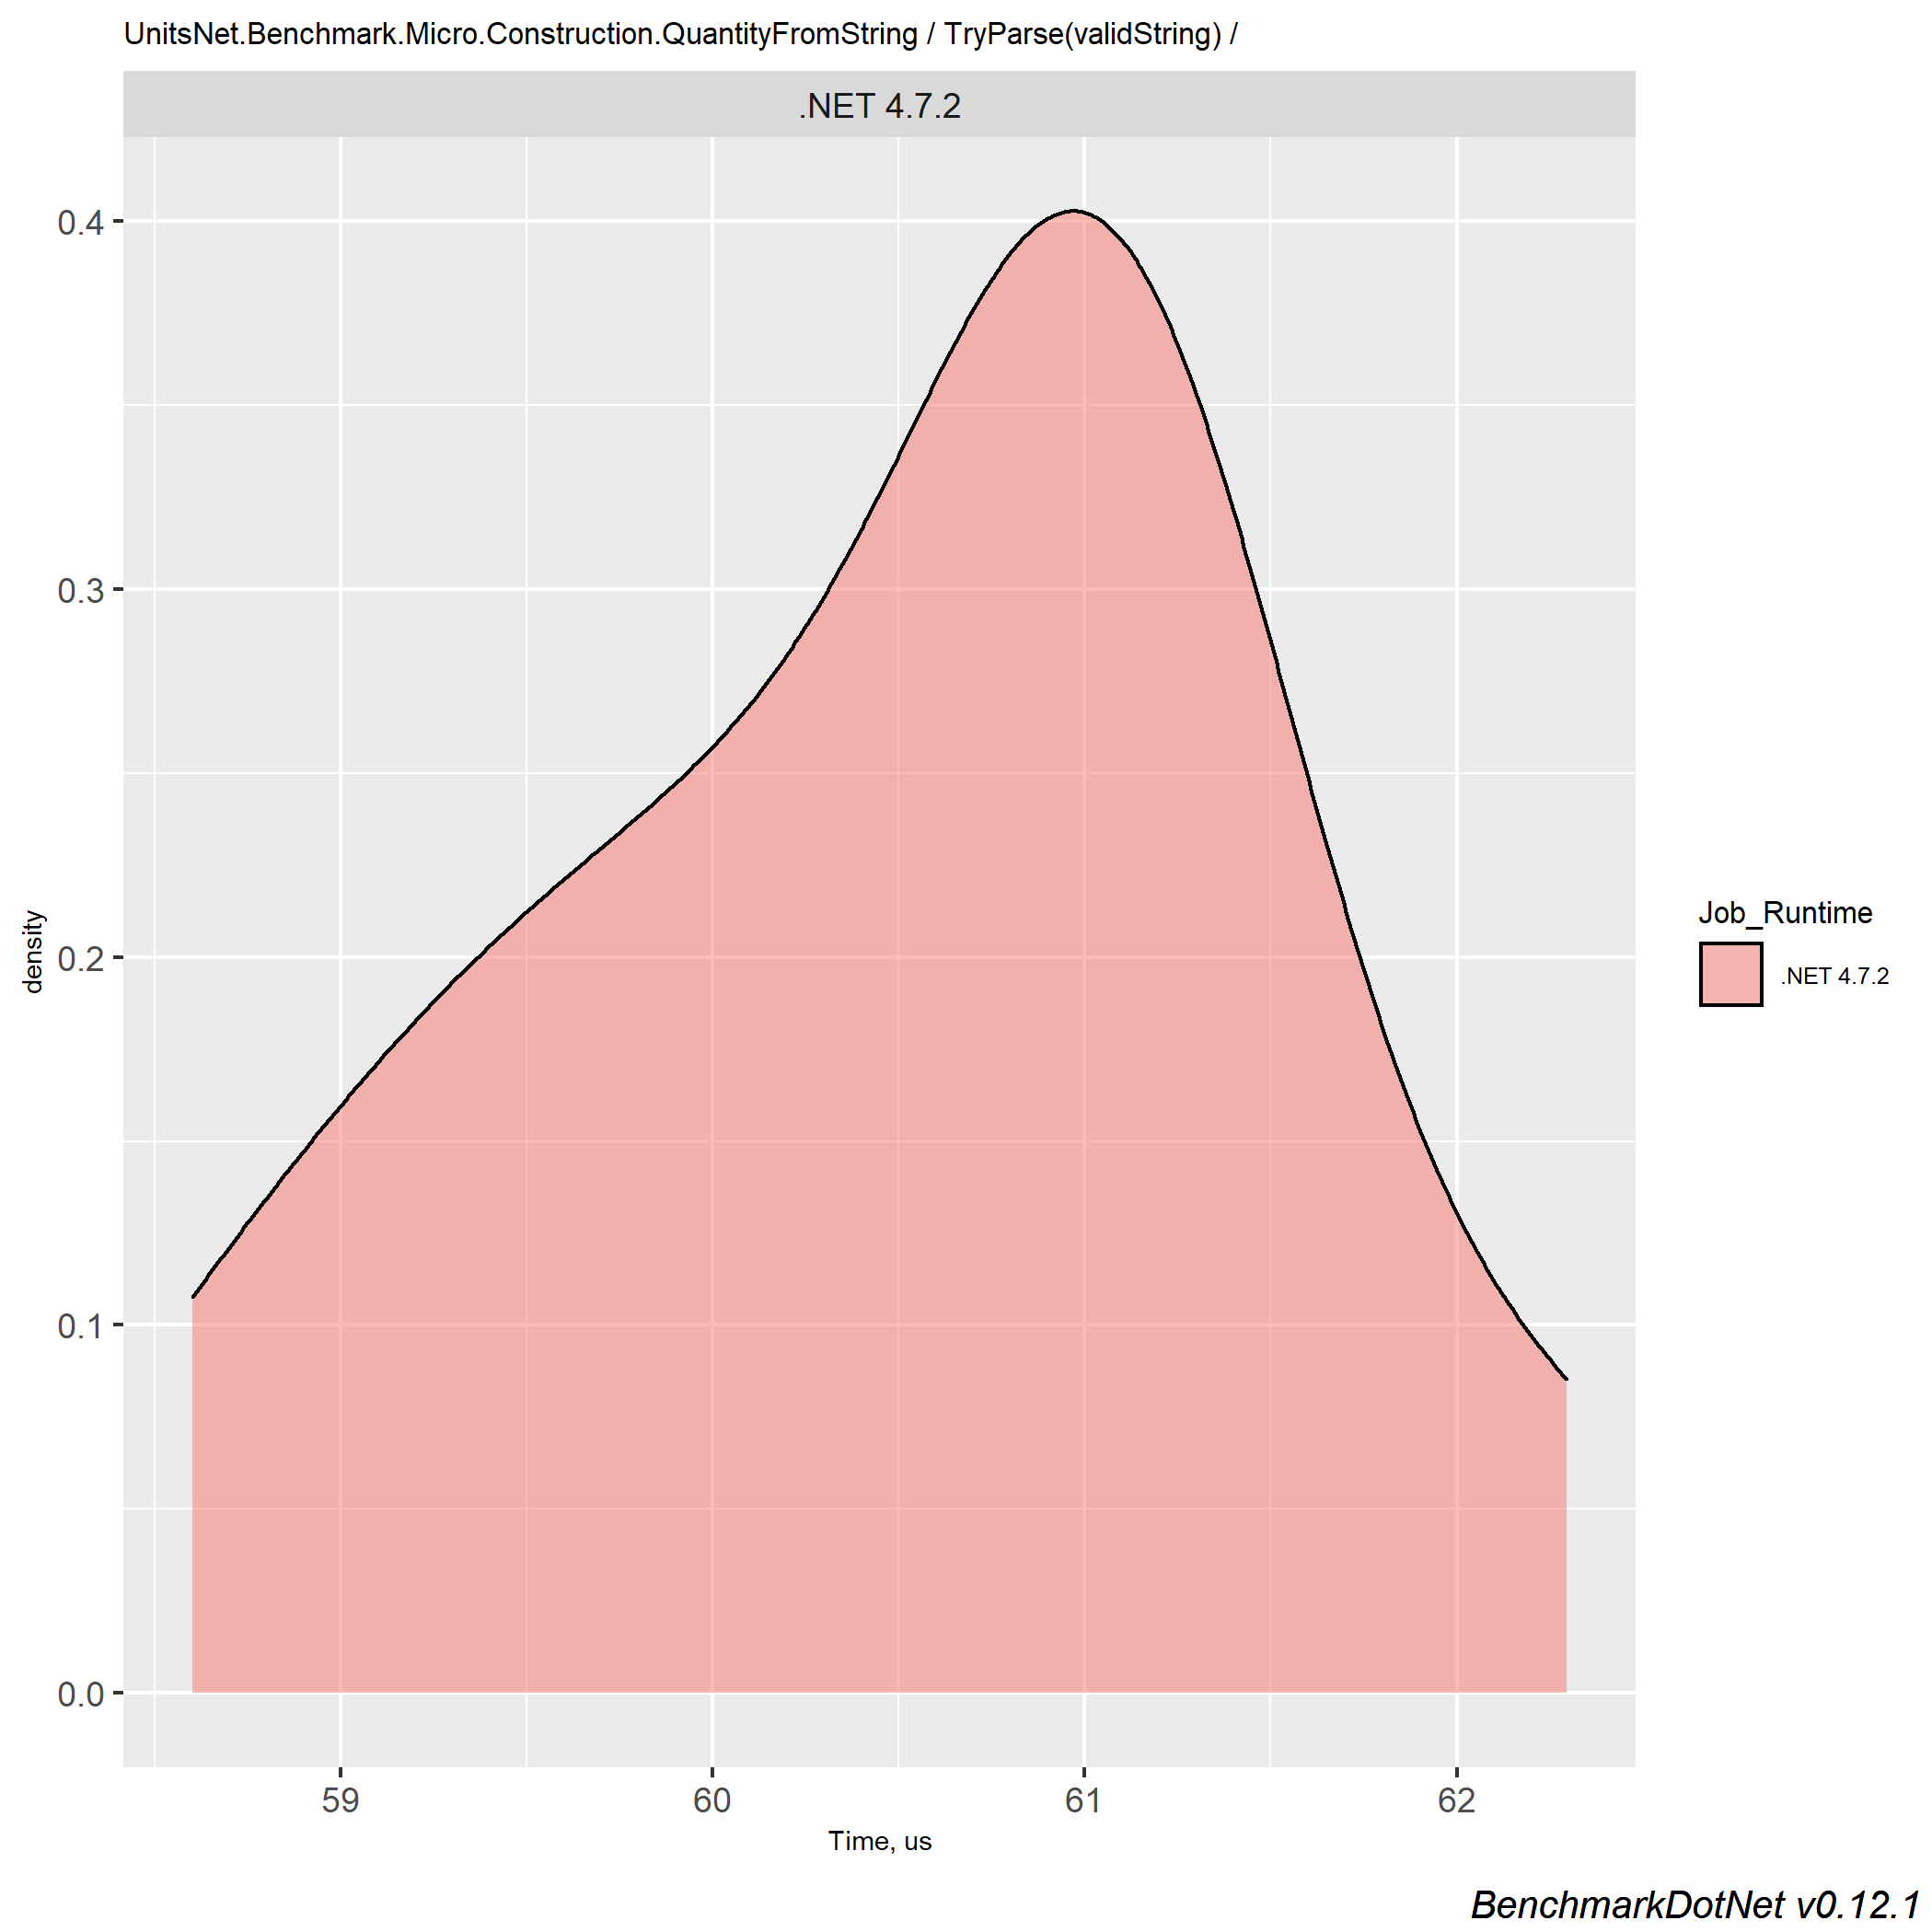 UnitsNet.Benchmark.Micro.Construction.QuantityFromString / TryParse(validString) /
.NET 4.7.2
0.4
0.3
0.2
0.1
0.0
density
59 60 61 62
Time, us
Job_Runtime
.NET 4.7.2
BenchmarkDotNet v0.12.1